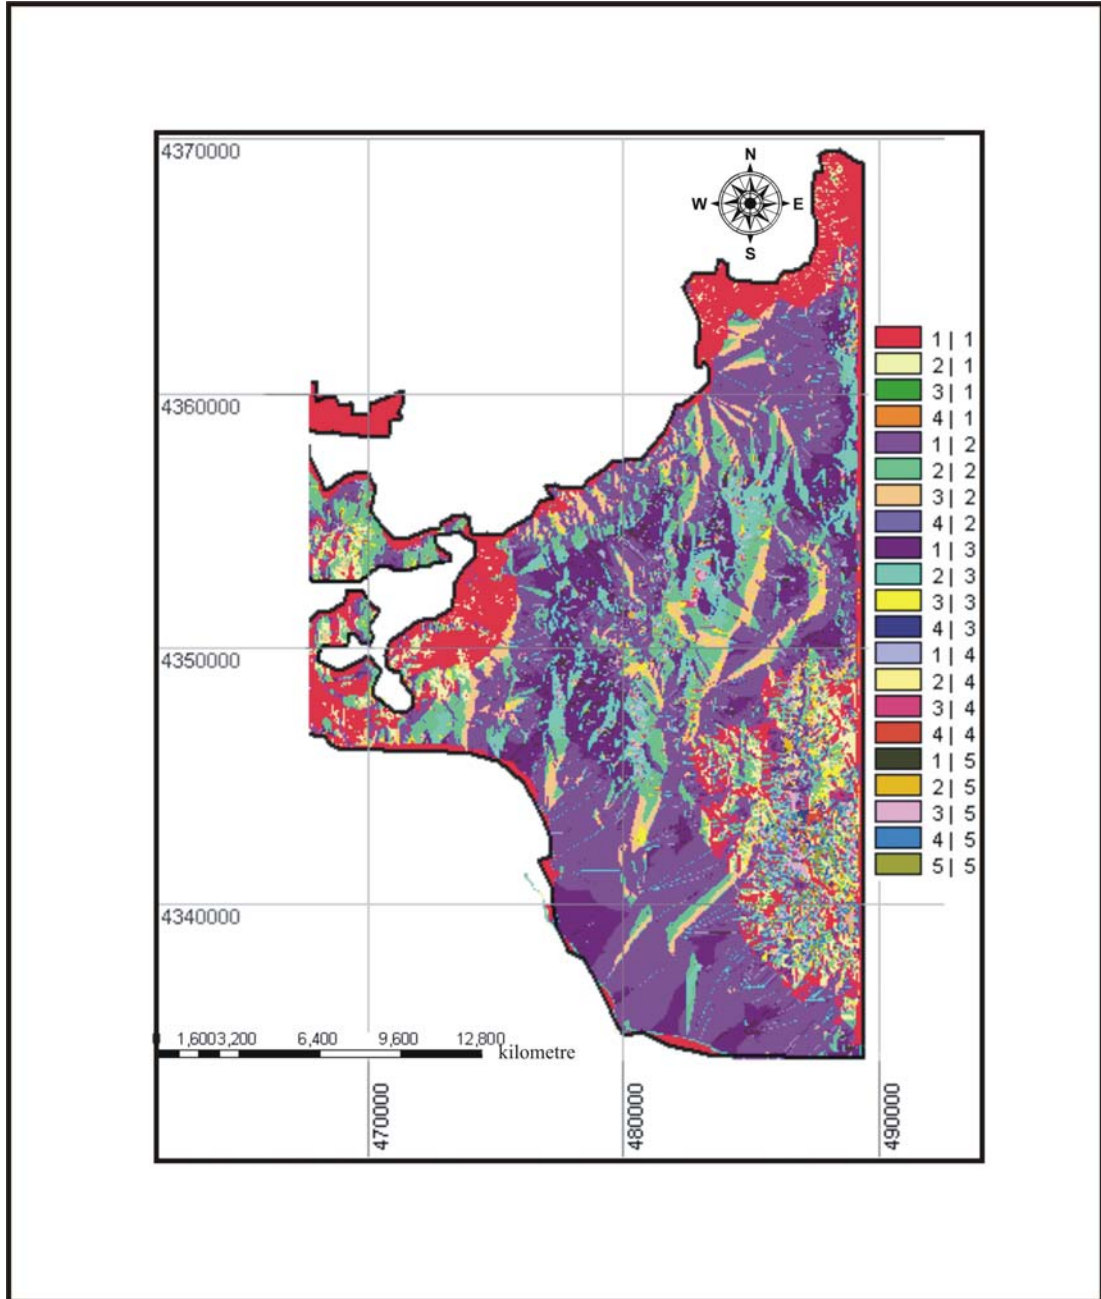 4370000
N
W E
S
1 | 1
2 | 1
3 | 1
4 | 1
4360000
1 | 2
2 | 2
3 | 2
4 | 2
1 | 3
2 | 3
3 | 3
4 | 3
1 | 4
4350000
2 | 4
3 | 4
4 | 4
1 | 5
2 | 5
3 | 5
4 | 5
5 | 5
4340000
0 1,600 3,200 6,400 9,600 12,800
kilometre
470000 480000 490000